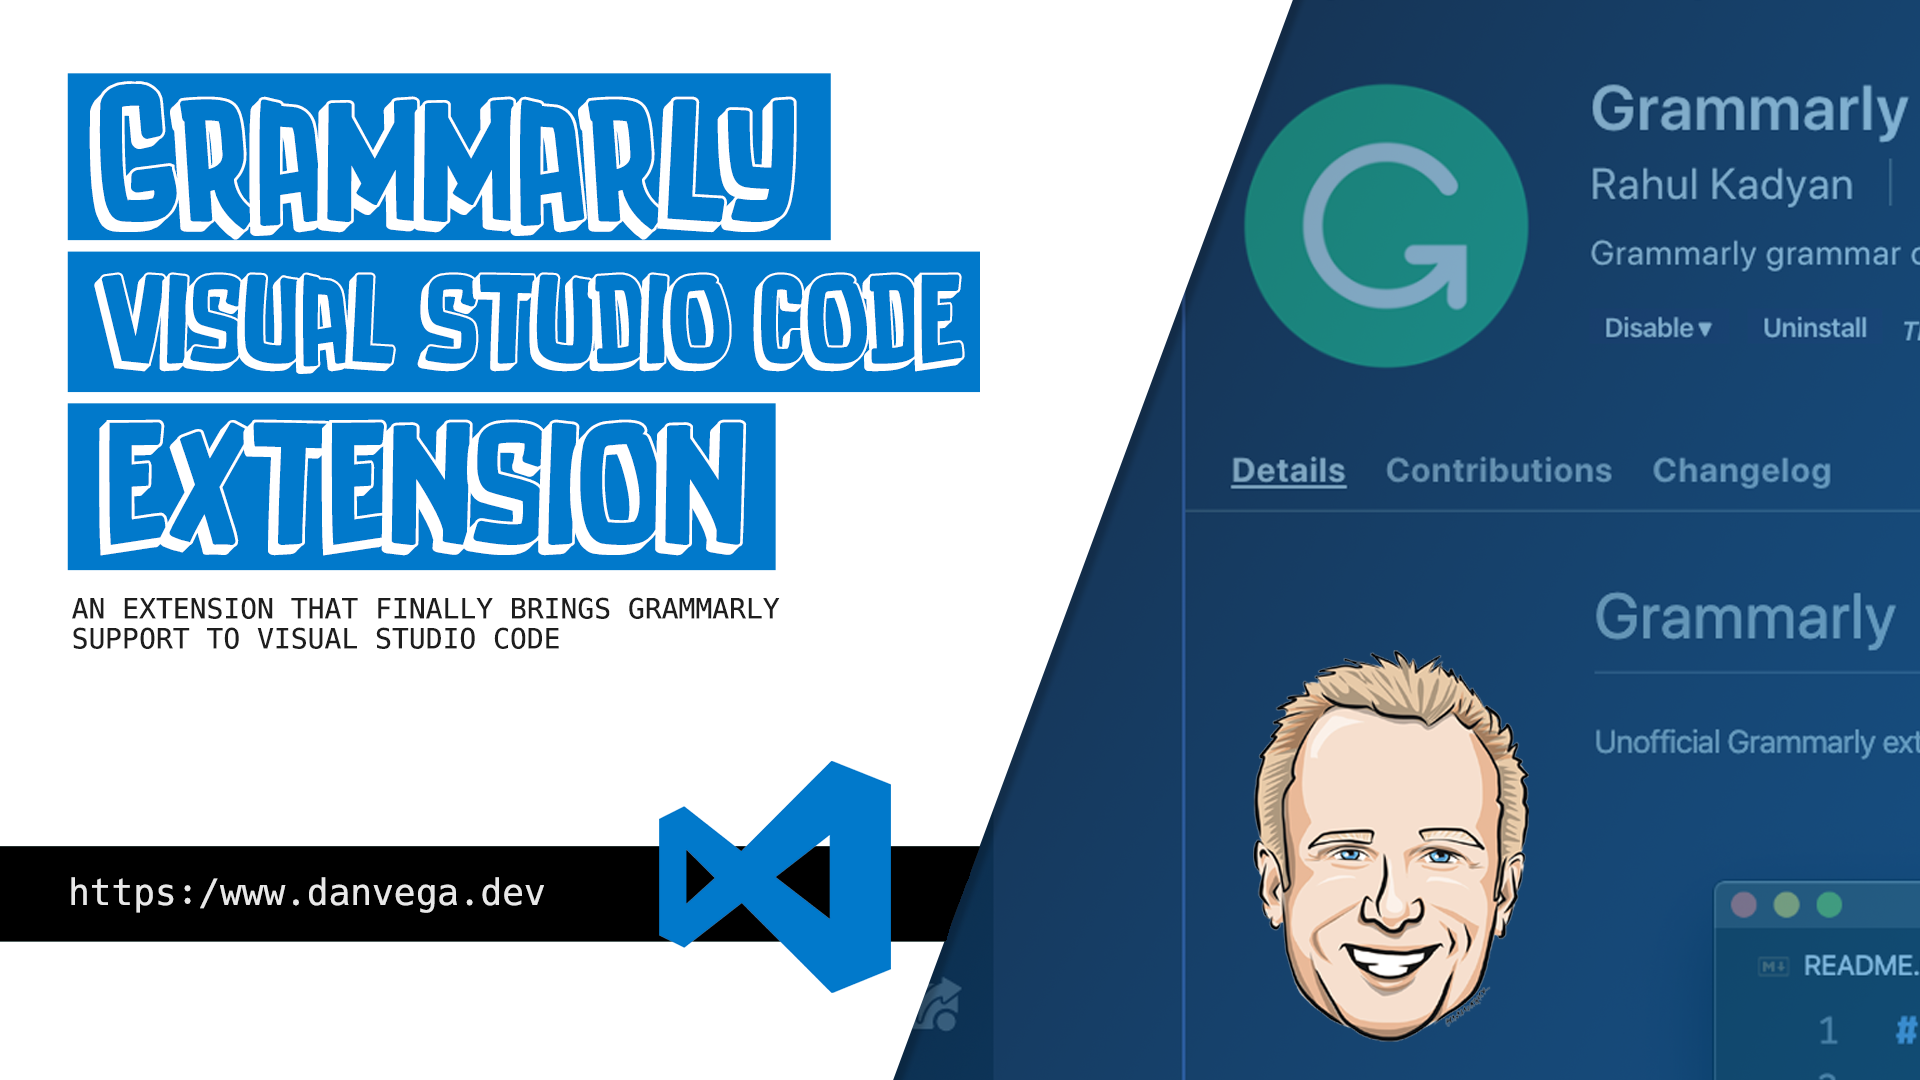 GRAMMARLY
VISUAL STUDIO CODE
EXTENSION
AN EXTENSION THAT FINALLY BRINGS GRAMMARLY
SUPPORT TO VISUAL STUDIO CODE
https:/www.danvega.dev
Grammarly
Rahul Kadyan
Grammarly grammar
Disable Uninstall
Details Contributions Changelog
Grammarly
Unofficial Grammarly
README.
1 #